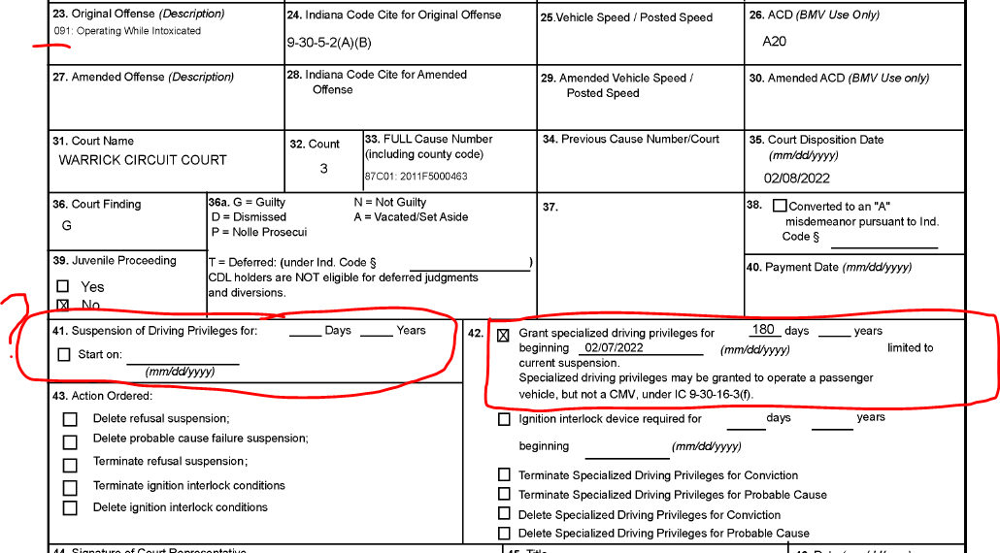 23. Original Offense (Description)
091: Operating While Intoxicated
24. Indiana Code Cite for Original Offense
9-30-5-2(A)(B)
25.Vehicle Speed / Posted Speed
26. ACD (BMV Use Only)
A20
27. Amended Offense (Description)
28. Indiana Code Cite for Amended
Offense
29. Amended Vehicle Speed /
Posted Speed
30. Amended ACD (BMV Use only)
31. Court Name
WARRICK CIRCUIT COURT
32. Count
3
33. FULL Cause Number
(including county code)
87C01: 2011F5000463
34. Previous Cause Number/Court
35. Court Disposition Date
(mm/dd/yyyy)
02/08/2022
36. Court Finding
G
36a. G = Guilty N = Not Guilty
D = Dismissed A = Vacated/Set Aside
P = Nolle Prosecui
T = Deferred: (under Ind. Code § )
CDL holders are NOT eligible for deferred judgments
and diversions.
37.
38. Converted to an "A"
misdemeanor pursuant to Ind.
Code §
39. Juvenile Proceeding
Yes
No
40. Payment Date (mm/dd/yyyy)
?
41. Suspension of Driving Privileges for: Days Years
Start on:
(mm/dd/yyyy)
42. Grant specialized driving privileges for 180 days years
beginning 02/07/2022 (mm/dd/yyyy) limited to
current suspension.
Specialized driving privileges may be granted to operate a passenger
vehicle, but not a CMV, under IC 9-30-16-3(f).
Ignition interlock device required for days years
beginning (mm/dd/yyyy)
Terminate Specialized Driving Privileges for Conviction
Terminate Specialized Driving Privileges for Probable Cause
Delete Specialized Driving Privileges for Conviction
Delete Specialized Driving Privileges for Probable Cause
43. Action Ordered:
Delete refusal suspension;
Delete probable cause failure suspension;
Terminate refusal suspension;
Terminate ignition interlock conditions
Delete ignition interlock conditions
44. Signature of Court Representative
45. Title
46. Date (mm/dd/yyyy)